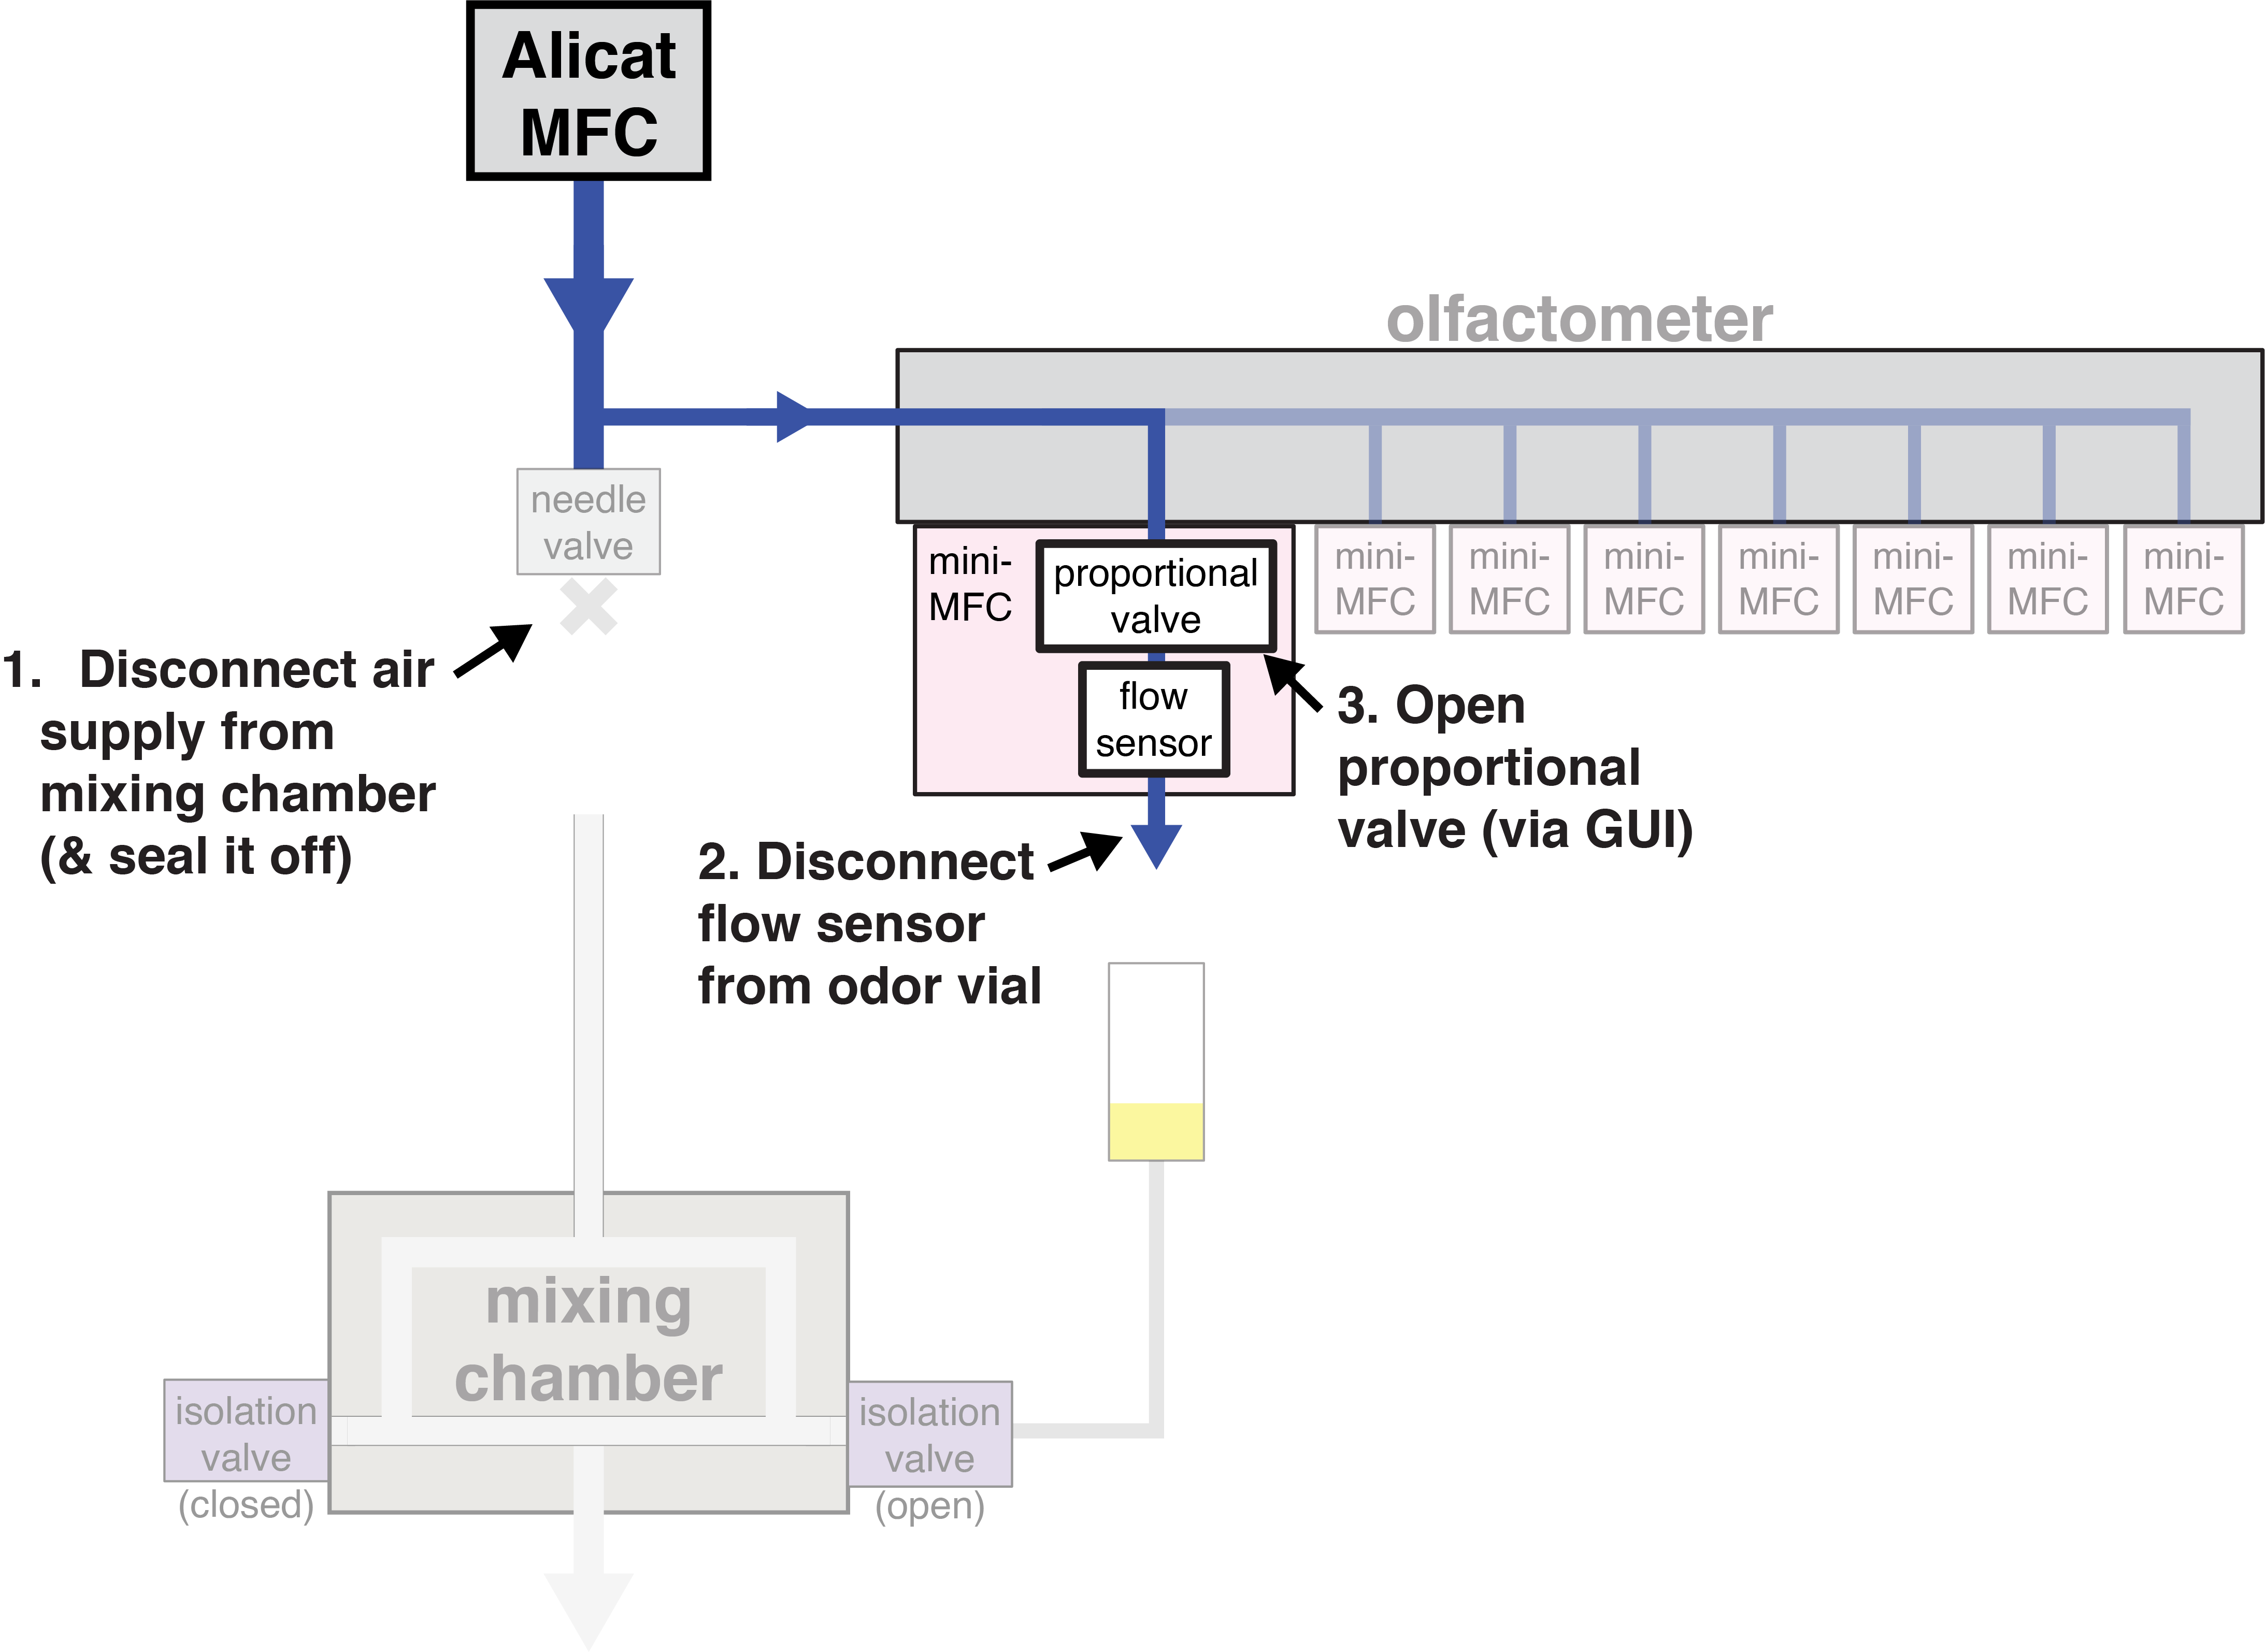 Alicat
MFC
olfactometer
needle
valve
mini-
MFC
proportional
valve
flow
sensor
mini-
MFC
mini-
MFC
mini-
MFC
mini-
MFC
mini-
MFC
mini-
MFC
mini-
MFC
1. Disconnect air
supply from
mixing chamber
(& seal it off)
2. Disconnect
flow sensor
from odor vial
3. Open
proportional
valve (via GUI)
mixing
chamber
isolation
valve
(closed)
isolation
valve
(open)